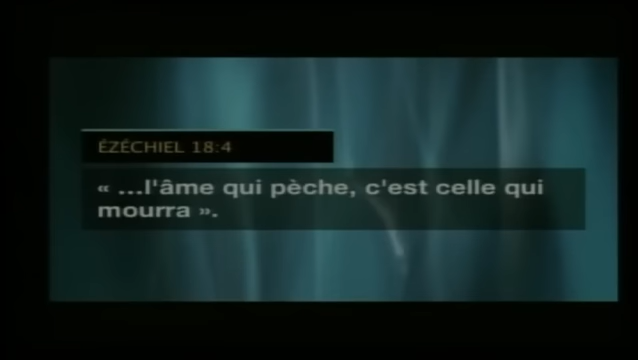 ÉZÉCHIEL 18:4
« ...l'âme qui pèche, c'est celle qui
mourra ».